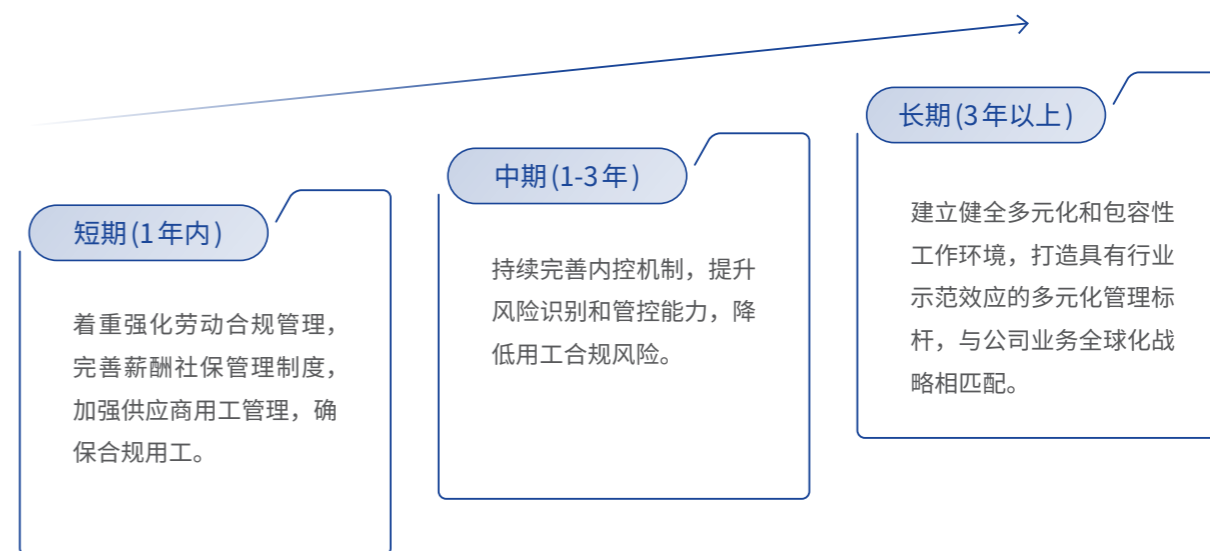 短期(1年内)
着重强化劳动合规管理，
完善薪酬社保管理制度，
加强供应商用工管理，确
保合规用工。
中期(1-3年)
持续完善内控机制，提升
风险识别和管控能力，降
低用工合规风险。
长期(3年以上)
建立健全多元化和包容性
工作环境，打造具有行业
示范效应的多元化管理标
杆，与公司业务全球化战
略相匹配。